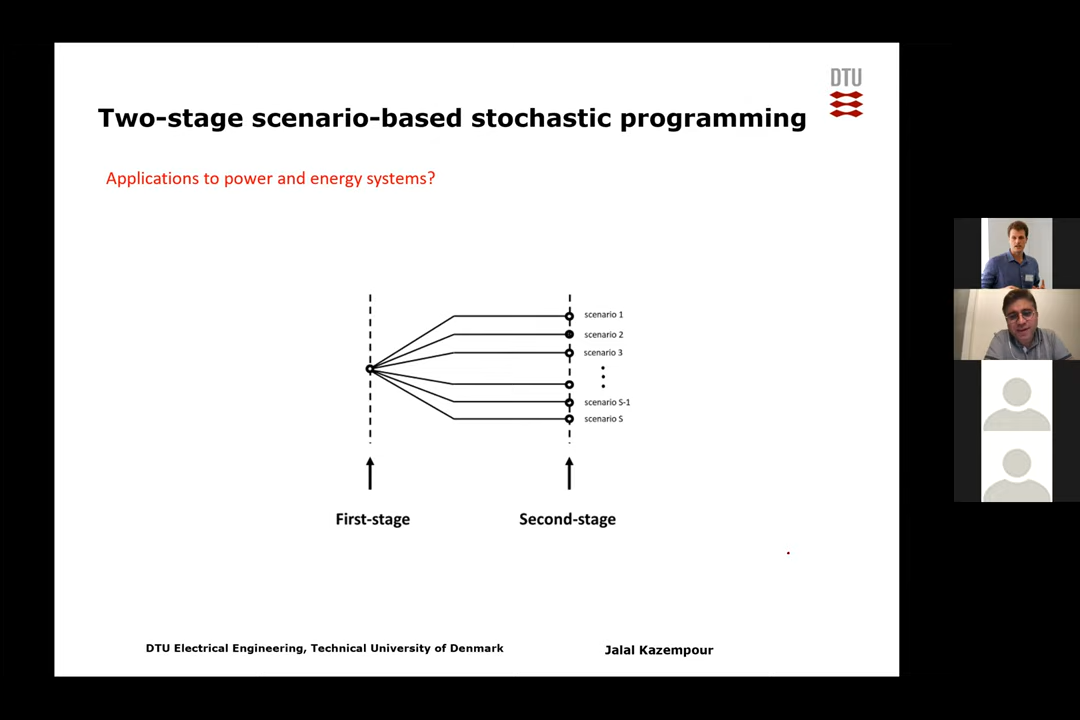 DTU
Two-stage scenario-based stochastic programming
Applications to power and energy systems?
scenario 1
scenario 2
scenario 3
scenario S-1
scenario S
First-stage
Second-stage
DTU Electrical Engineering, Technical University of Denmark
Jalal Kazempour